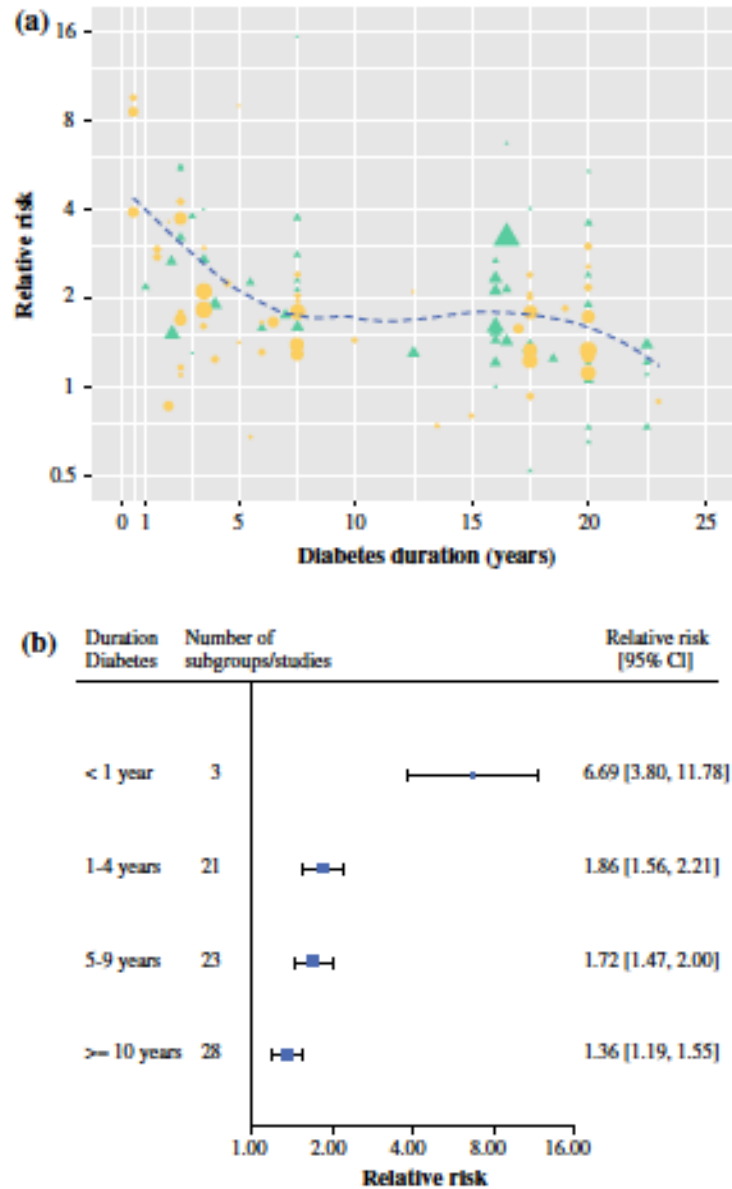 (a)
16
8
4
2
1
0.5
Relative risk
0 1 5 10 15 20 25
Diabetes duration (years)
(b)
Duration Number of Relative risk
Diabetes subgroups/studies [95% CI]
< 1 year 3 6.69 [3.80, 11.78]
1-4 years 21 1.86 [1.56, 2.21]
5-9 years 23 1.72 [1.47, 2.00]
>= 10 years 28 1.36 [1.19, 1.55]
1.00 2.00 4.00 8.00 16.00
Relative risk